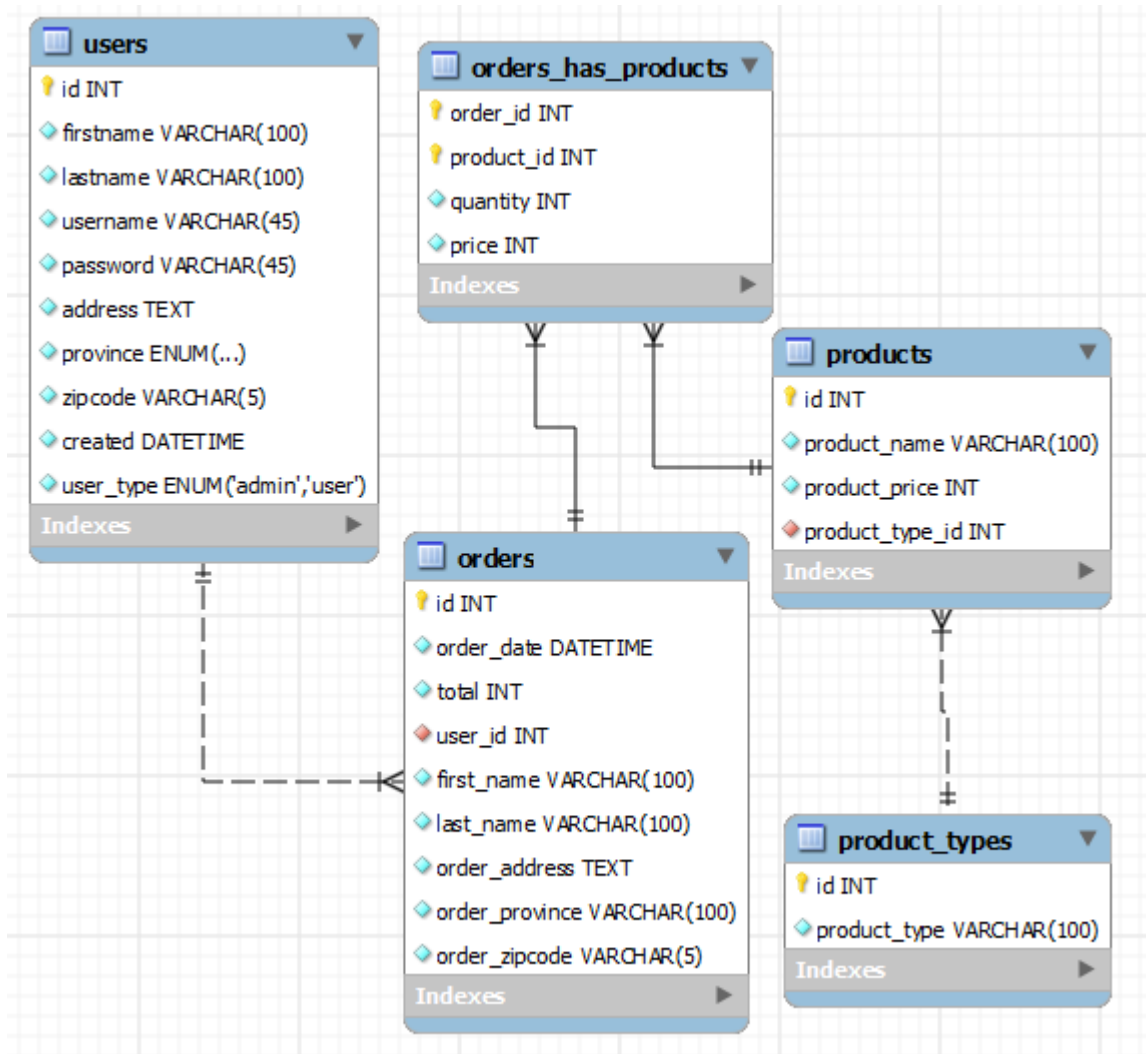 users
id INT
firstname VARCHAR(100)
lastname VARCHAR(100)
username VARCHAR(45)
password VARCHAR(45)
address TEXT
province ENUM(...)
zipcode VARCHAR(5)
created DATETIME
user_type ENUM('admin','user')
Indexes
orders_has_products
order_id INT
product_id INT
quantity INT
price INT
Indexes
products
id INT
product_name VARCHAR(100)
product_price INT
product_type_id INT
Indexes
orders
id INT
order_date DATETIME
total INT
user_id INT
first_name VARCHAR(100)
last_name VARCHAR(100)
order_address TEXT
order_province VARCHAR(100)
order_zipcode VARCHAR(5)
Indexes
product_types
id INT
product_type VARCHAR(100)
Indexes